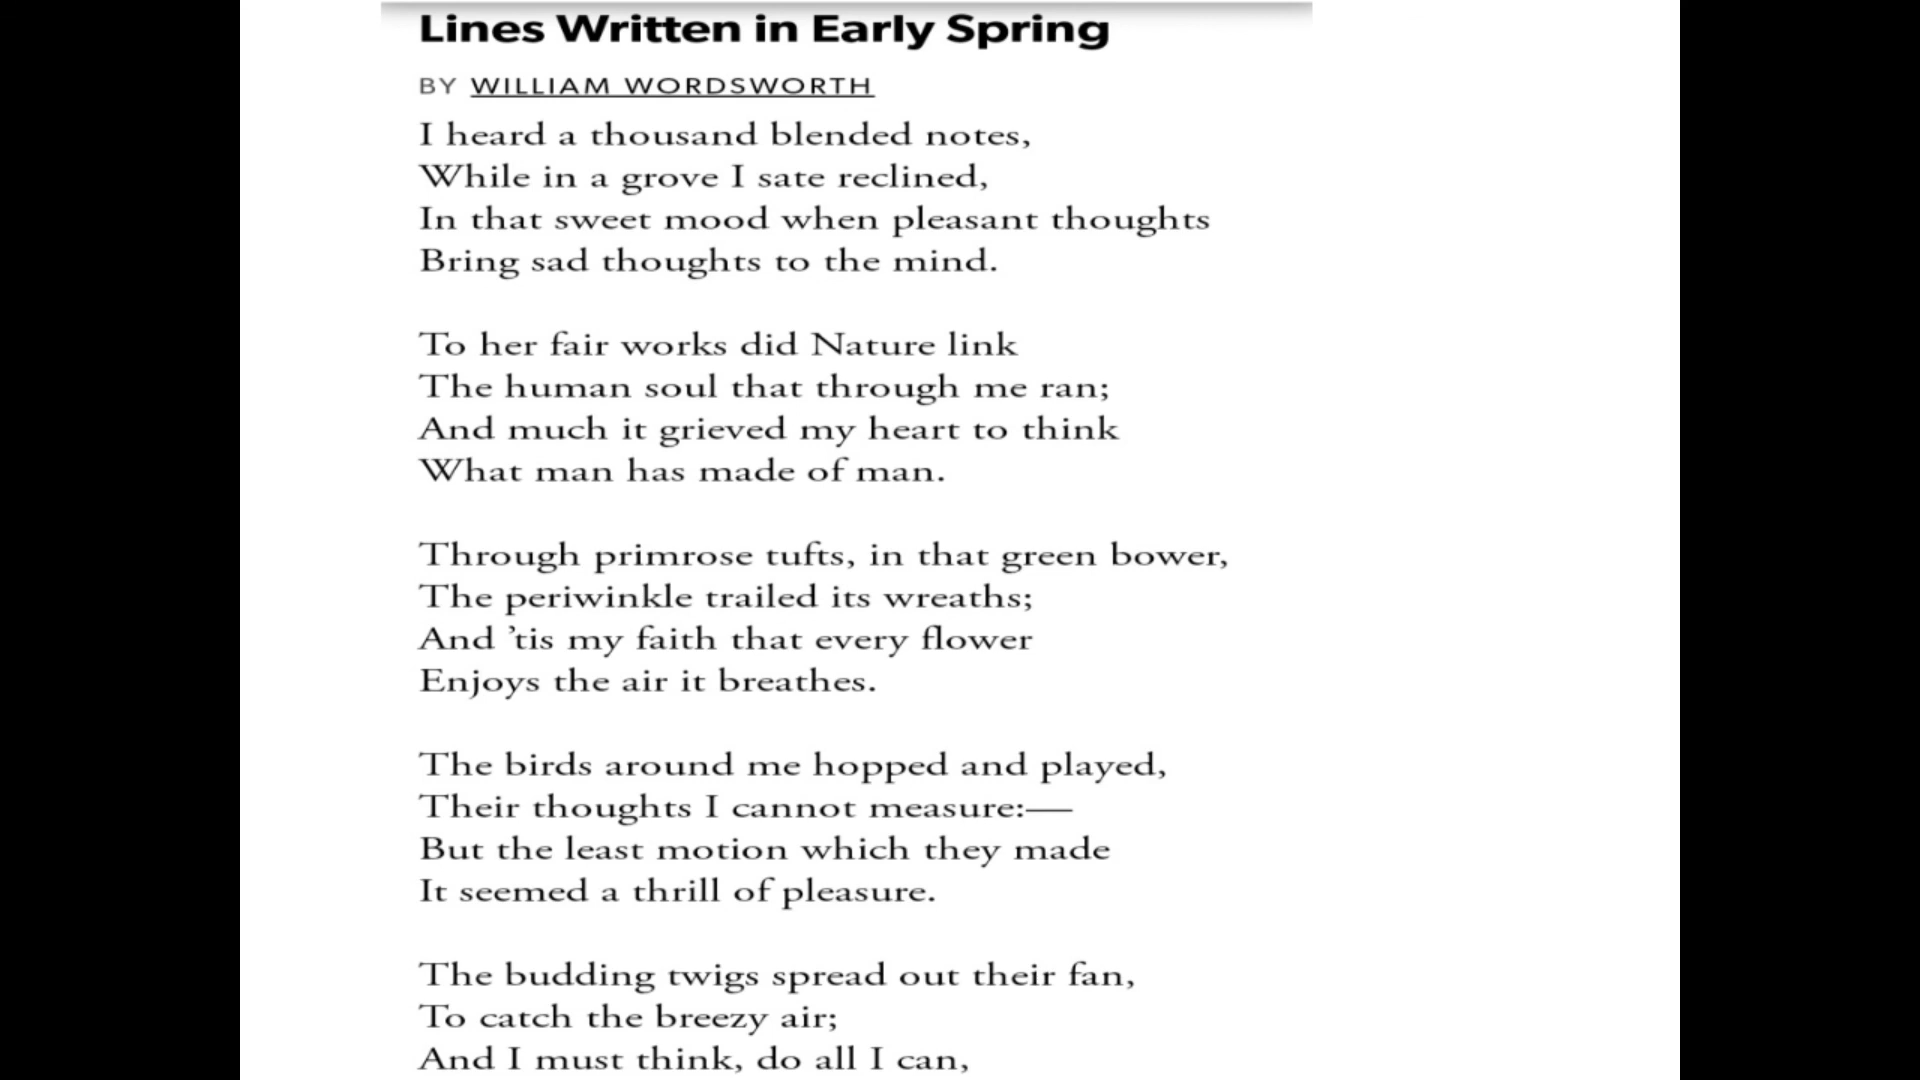 Lines Written in Early Spring
BY WILLIAM WORDSWORTH
I heard a thousand blended notes,
While in a grove I sate reclined,
In that sweet mood when pleasant thoughts
Bring sad thoughts to the mind.
To her fair works did Nature link
The human soul that through me ran;
And much it grieved my heart to think
What man has made of man.
Through primrose tufts, in that green bower,
The periwinkle trailed its wreaths;
And ’tis my faith that every flower
Enjoys the air it breathes.
The birds around me hopped and played,
Their thoughts I cannot measure:—
But the least motion which they made
It seemed a thrill of pleasure.
The budding twigs spread out their fan,
To catch the breezy air;
And I must think, do all I can,